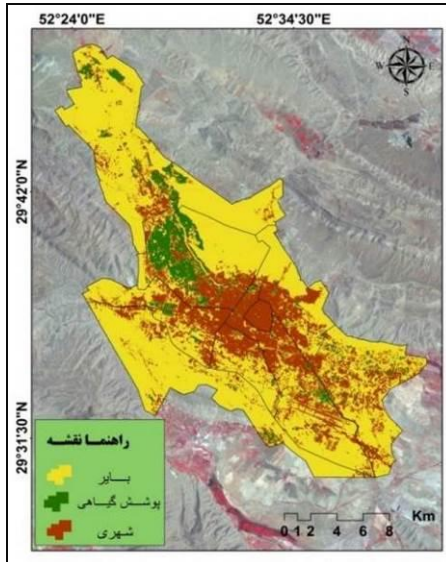 52°24'0"E
52°34'30"E
N
W
E
S
29°42'0"N
29°31'30"N
راهنما نقشه
بایر
پوشش گیاهی
شهری
Km
0 1 2 4 6 8